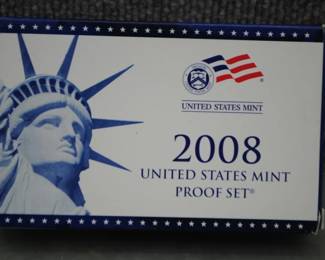 UNITED STATES MINT
2008
UNITED STATES MINT
PROOF SET®